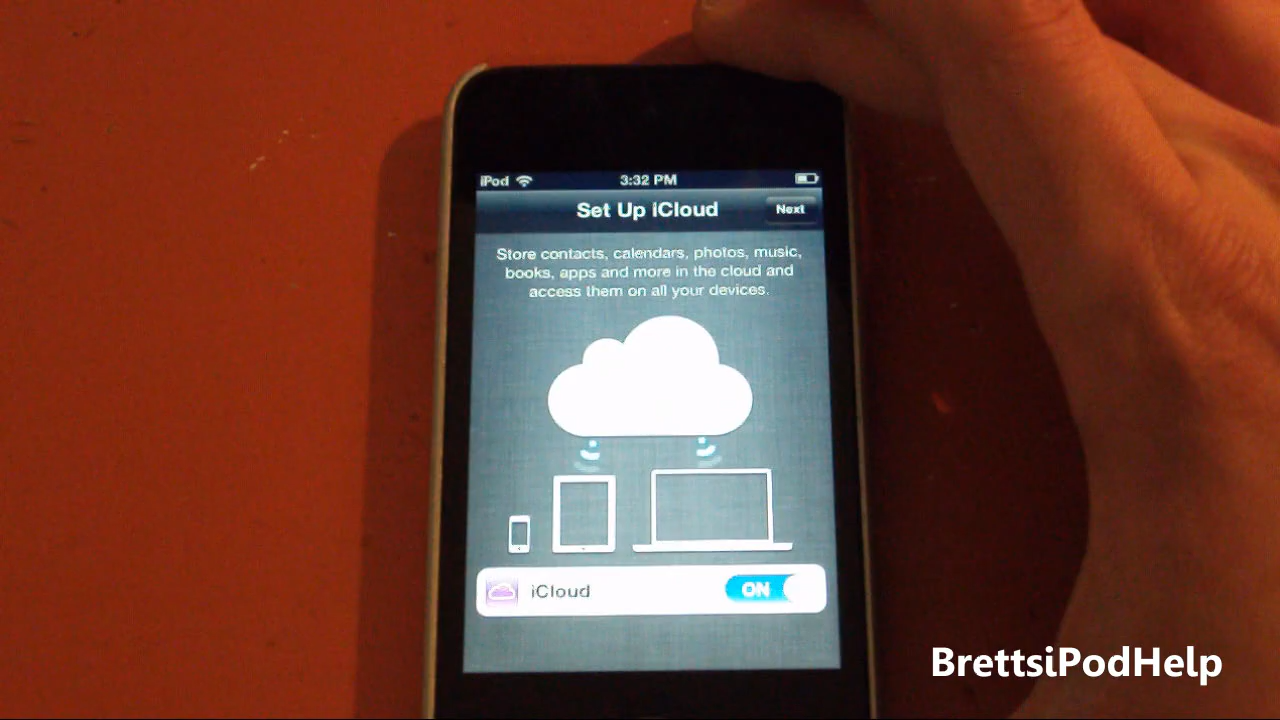 iPod 3:32 PM
Set Up iCloud Next
Store contacts, calendars, photos, music,
books, apps and more in the cloud and
access them on all your devices.
iCloud ON
BrettsiPodHelp